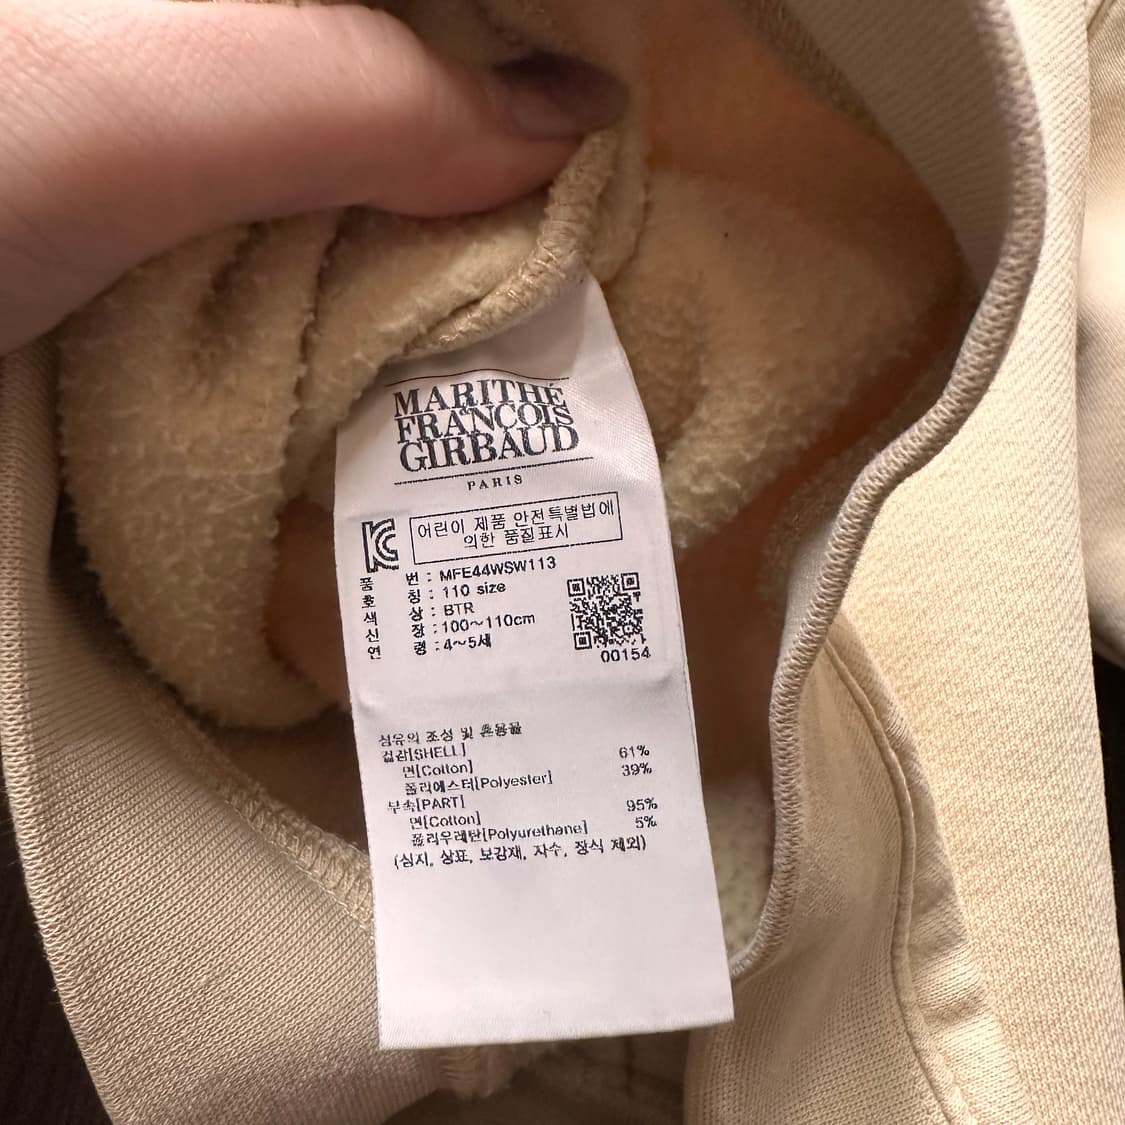 MARITHÉ
FRANÇOIS
GIRBAUD
PARIS
어린이 제품 안전특별법에
의한 품질표시
품 번 : MFE44WSW113
호 칭 : 110 size
색 상 : BTR
신 장 : 100~110cm
연 령 : 4~5세
00154
섬유의 조성 및 혼용율
겉감[SHELL]
면[Cotton] 61%
폴리에스터[Polyester] 39%
부속[PART]
면[Cotton] 95%
폴리우레탄[Polyurethane] 5%
(심지, 상표, 보강재, 자수, 장식 제외)